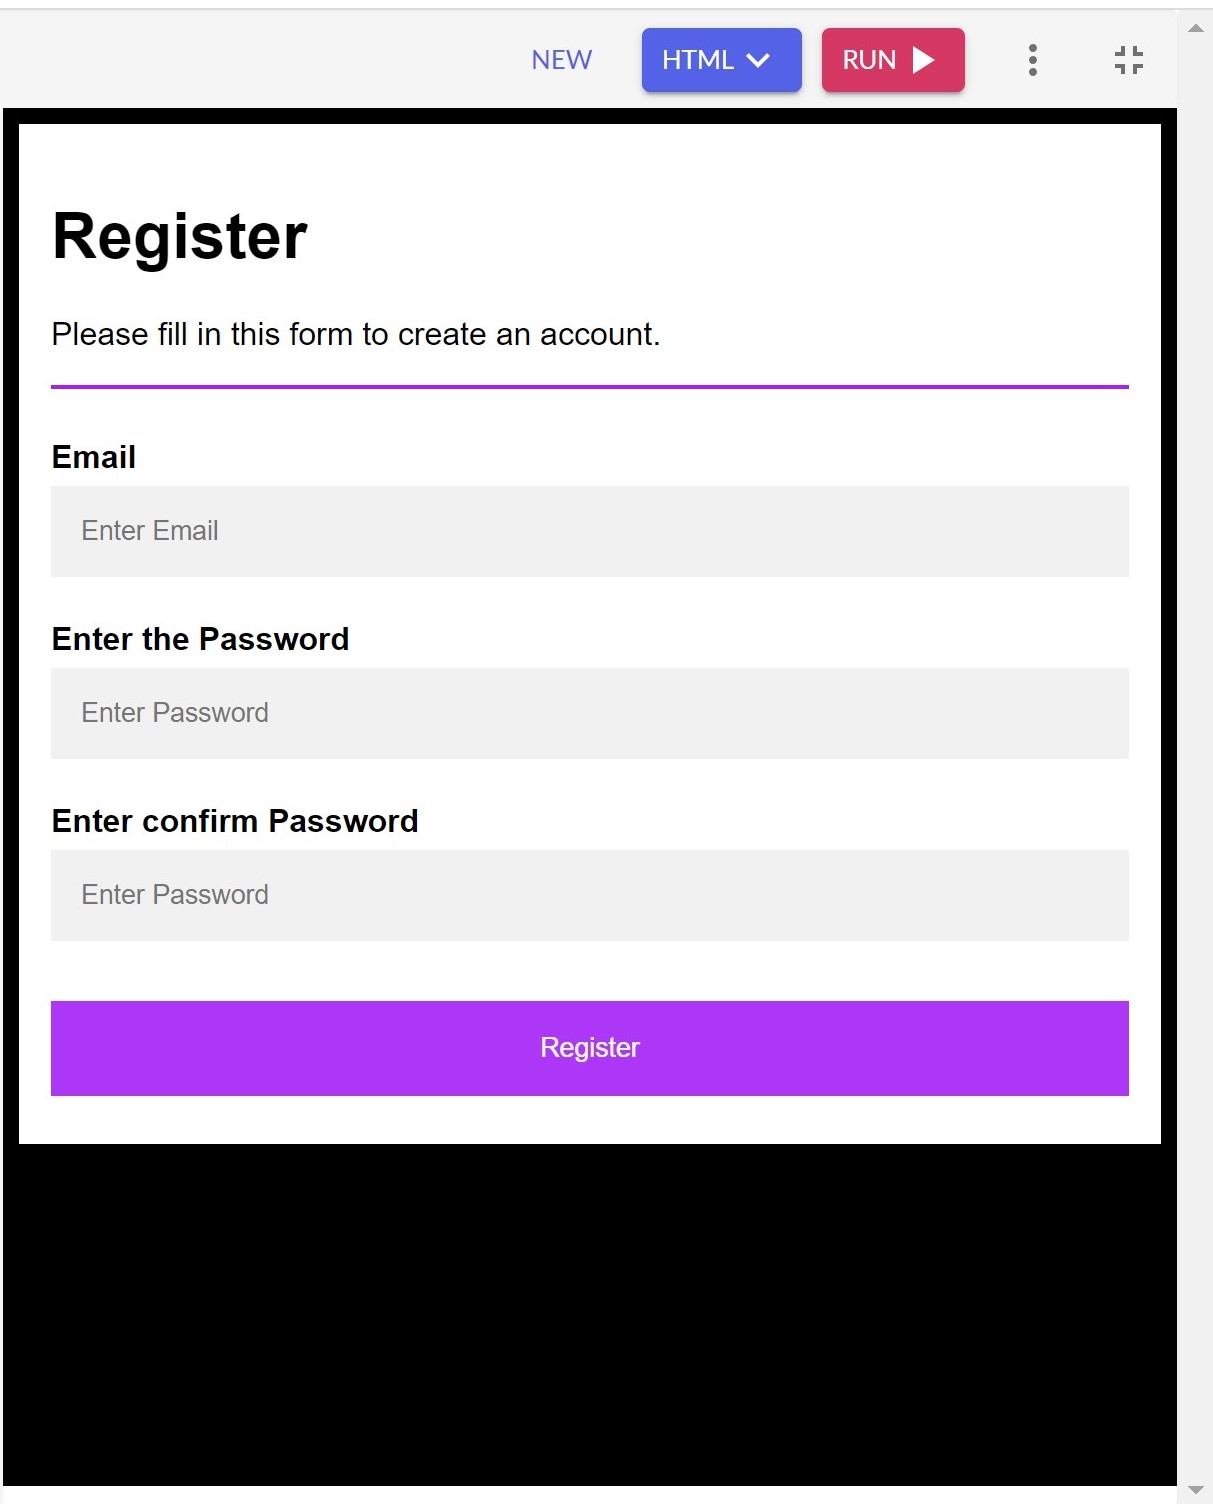 NEW HTML RUN
Register
Please fill in this form to create an account.
Email
Enter Email
Enter the Password
Enter Password
Enter confirm Password
Enter Password
Register